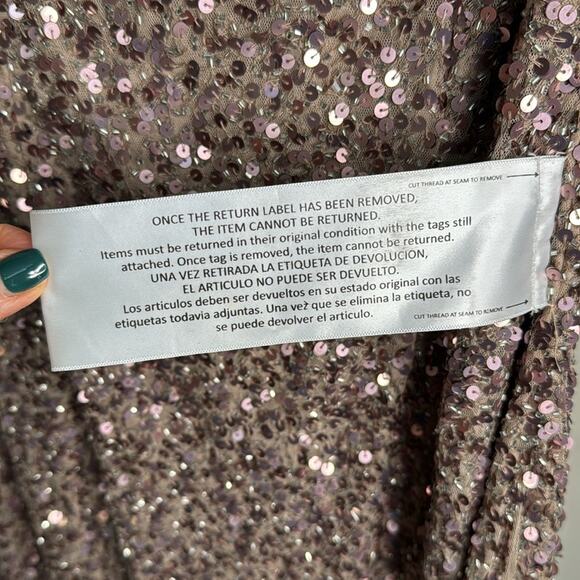 CUT THREAD AT SEAM TO REMOVE
ONCE THE RETURN LABEL HAS BEEN REMOVED,
THE ITEM CANNOT BE RETURNED.
Items must be returned in their original condition with the tags still
attached. Once tag is removed, the item cannot be returned.
UNA VEZ RETIRADA LA ETIQUETA DE DEVOLUCION,
EL ARTICULO NO PUEDE SER DEVUELTO.
Los articulos deben ser devueltos en su estado original con las
etiquetas todavia adjuntas. Una vez que se elimina la etiqueta, no
se puede devolver el articulo.
CUT THREAD AT SEAM TO REMOVE